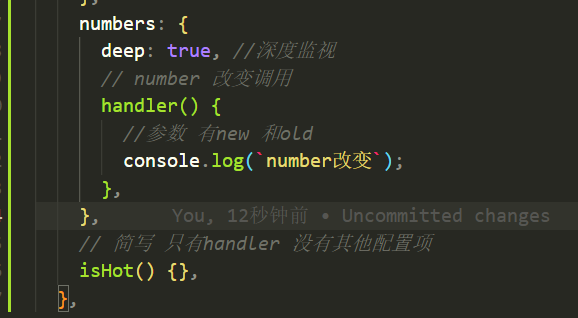 },
numbers: {
deep: true, //深度监视
// number 改变调用
handler() {
//参数 有new 和old
console.log(`number改变`);
},
}, You, 12秒钟前 • Uncommitted changes
// 简写 只有handler 没有其他配置项
isHot() {},
},